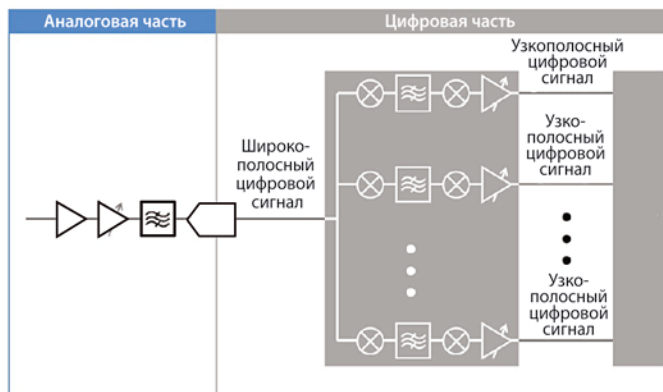 Аналоговая часть
Цифровая часть
Узкополосный
цифровой
сигнал
Широко-
полосный
цифровой
сигнал
Узко-
полосный
цифровой
сигнал
Узко-
полосный
цифровой
сигнал